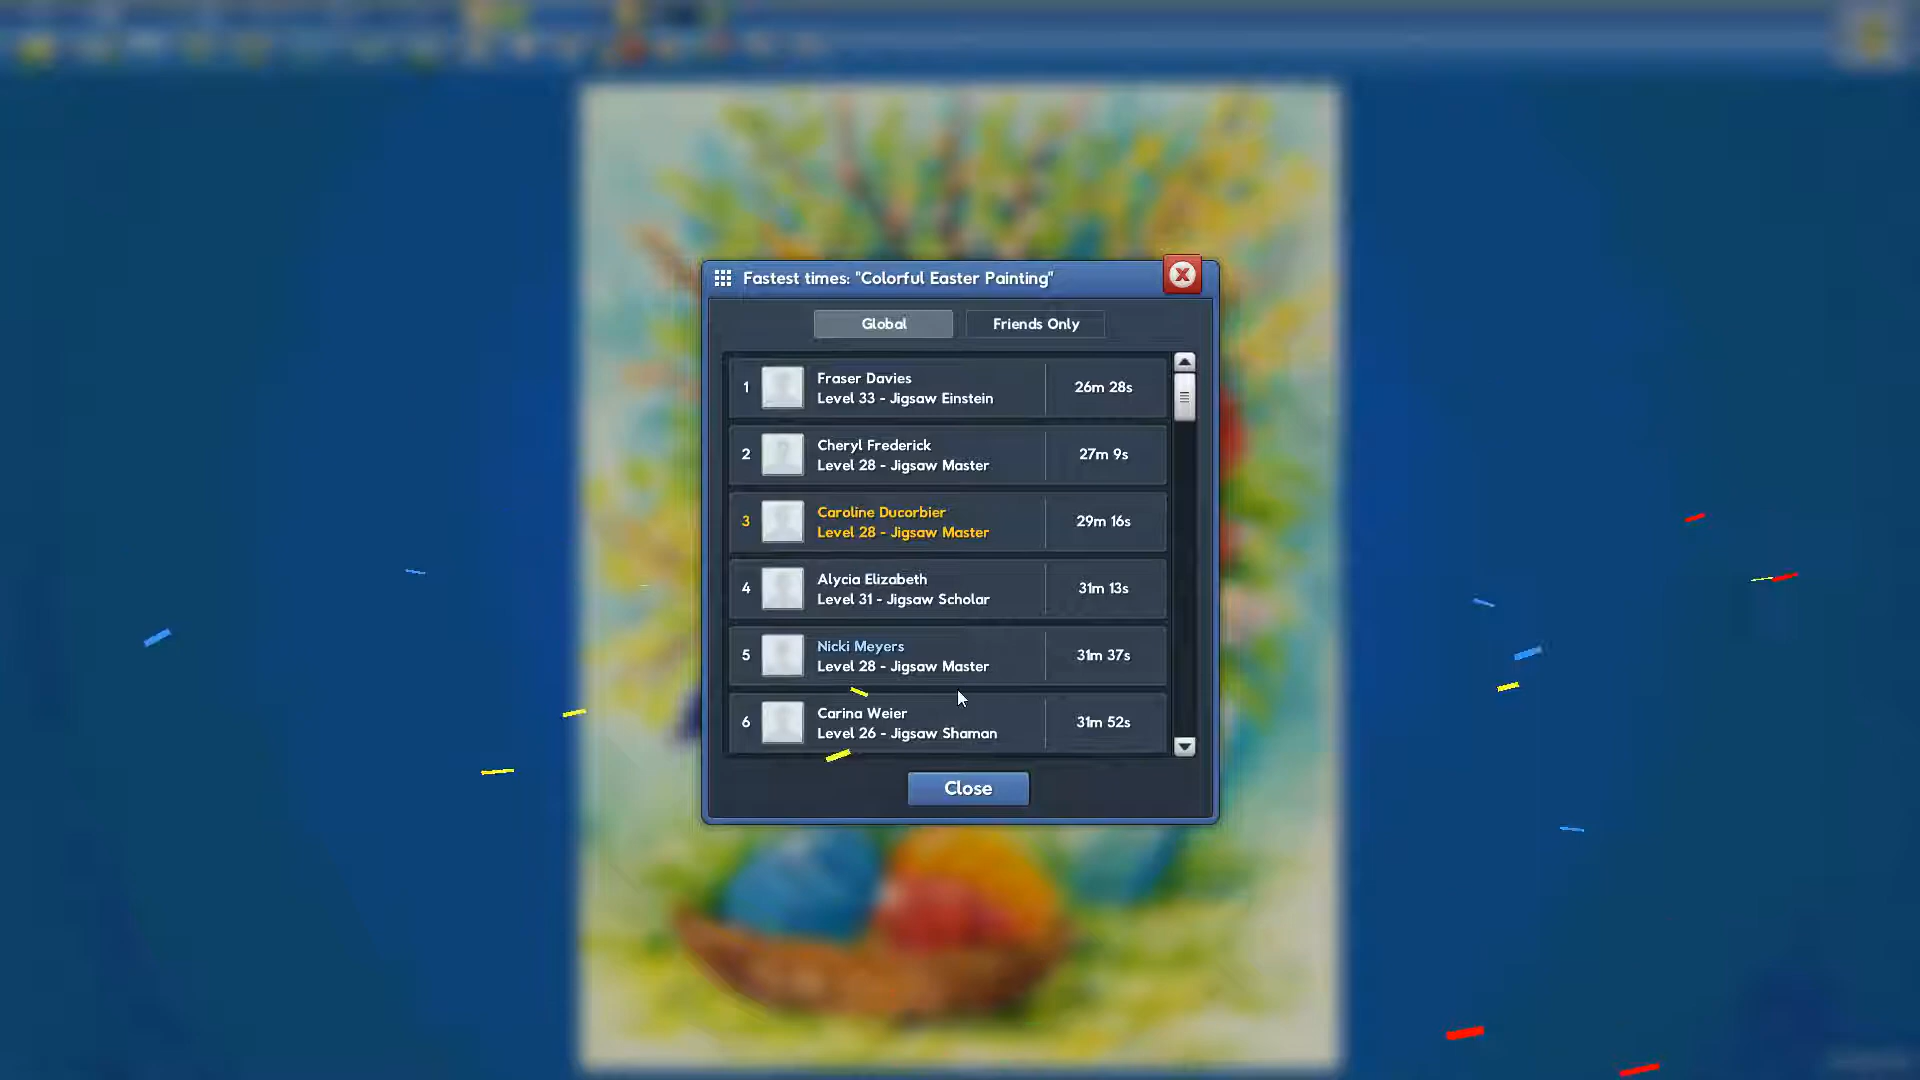 Fastest times: "Colorful Easter Painting"
Global
Friends Only
1
Fraser Davies
Level 33 - Jigsaw Einstein
26m 28s
2
Cheryl Frederick
Level 28 - Jigsaw Master
27m 9s
3
Caroline Ducorbier
Level 28 - Jigsaw Master
29m 16s
4
Alycia Elizabeth
Level 31 - Jigsaw Scholar
31m 13s
5
Nicki Meyers
Level 28 - Jigsaw Master
31m 37s
6
Carina Weier
Level 26 - Jigsaw Shaman
31m 52s
Close